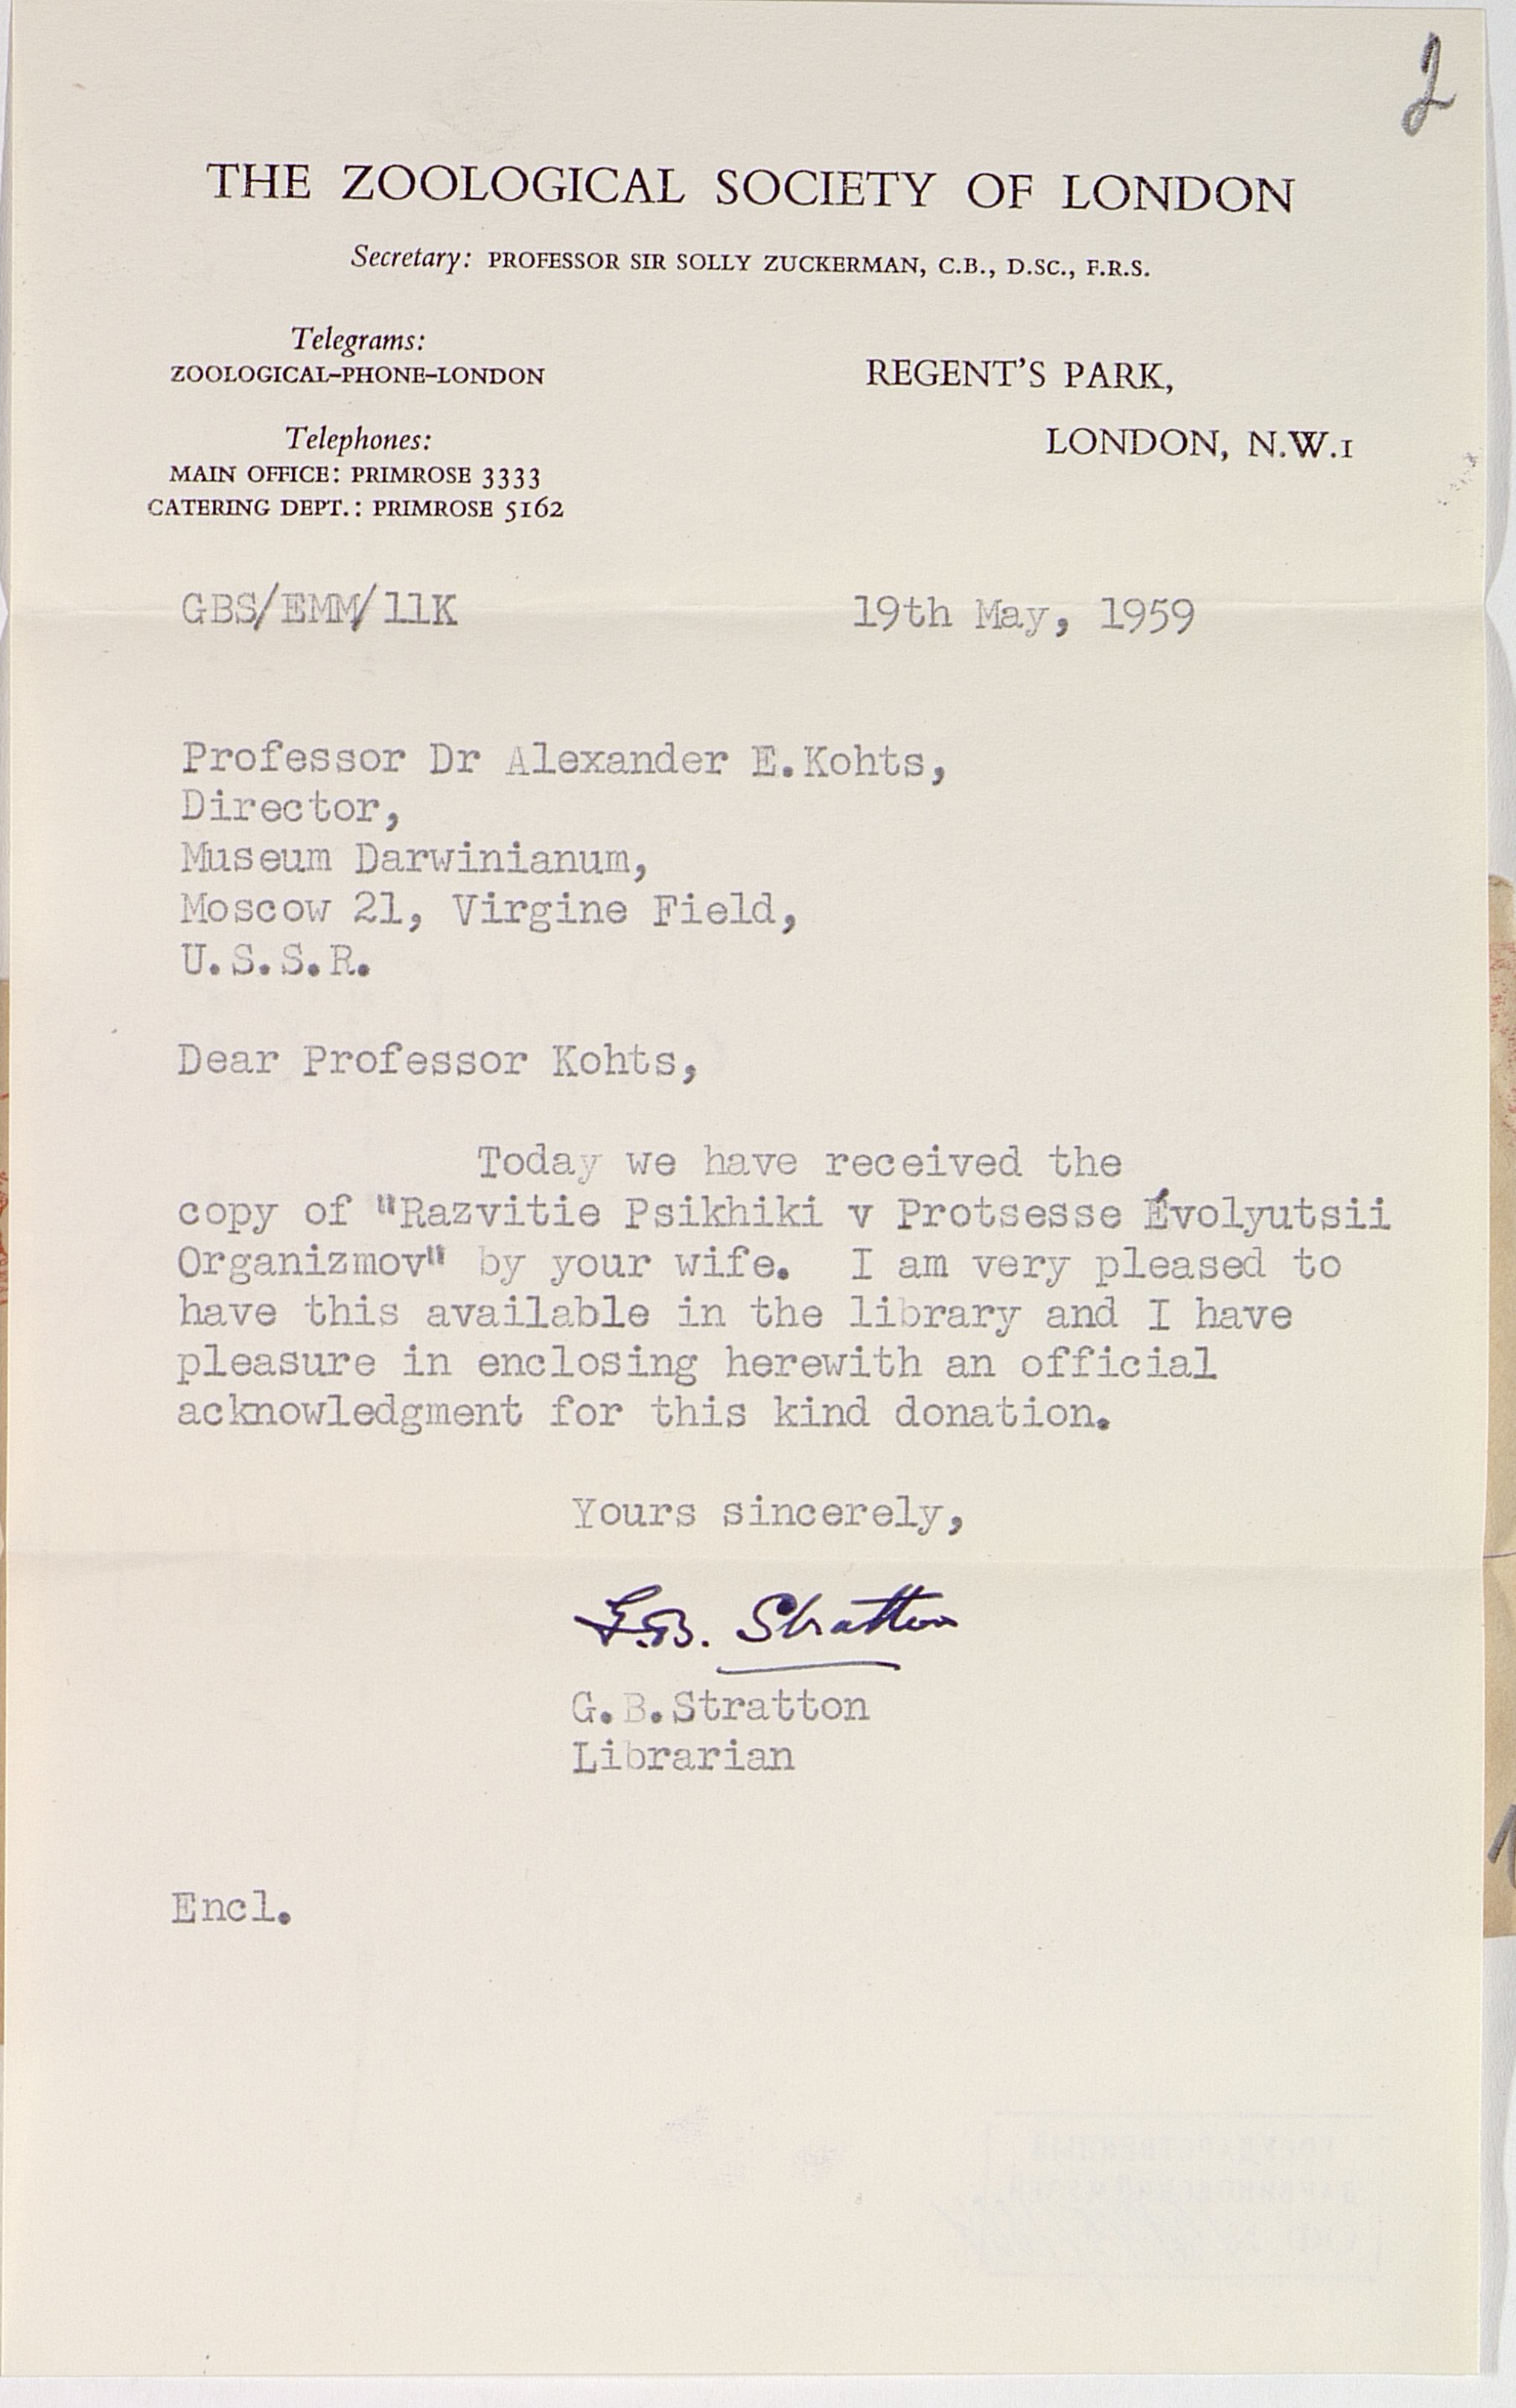 2
THE ZOOLOGICAL SOCIETY OF LONDON
Secretary: PROFESSOR SIR SOLLY ZUCKERMAN, C.B., D.SC., F.R.S.
Telegrams:
ZOOLOGICAL-PHONE-LONDON
Telephones:
MAIN OFFICE: PRIMROSE 3333
CATERING DEPT.: PRIMROSE 5162
REGENT'S PARK,
LONDON, N.W.1
GBS/EMM/11K
19th May, 1959
Professor Dr Alexander E.Kohts,
Director,
Museum Darwinianum,
Moscow 21, Virgine Field,
U.S.S.R.
Dear Professor Kohts,
Today we have received the
copy of "Razvitie Psikhiki v Protsesse Évolyutsii
Organizmov" by your wife. I am very pleased to
have this available in the library and I have
pleasure in enclosing herewith an official
acknowledgment for this kind donation.
Yours sincerely,
G.B. Stratton
G.B.Stratton
Librarian
Encl.